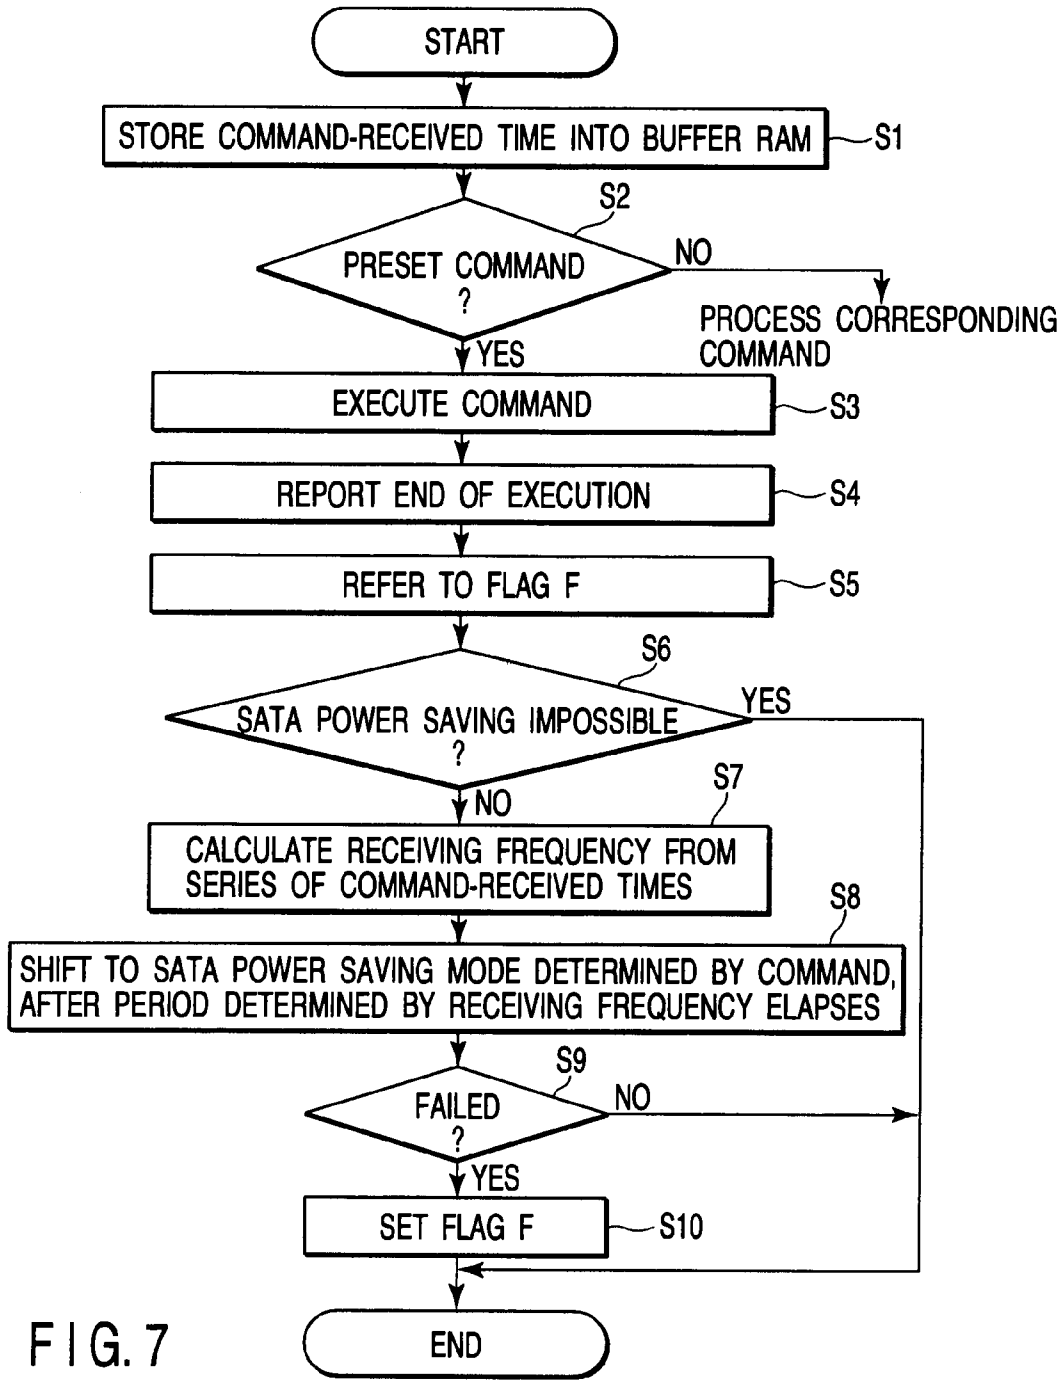 START
STORE COMMAND-RECEIVED TIME INTO BUFFER RAM
S1
S2
PRESET COMMAND
?
NO
PROCESS CORRESPONDING
COMMAND
YES
EXECUTE COMMAND
S3
REPORT END OF EXECUTION
S4
REFER TO FLAG F
S5
S6
SATA POWER SAVING IMPOSSIBLE
?
YES
NO
S7
CALCULATE RECEIVING FREQUENCY FROM
SERIES OF COMMAND-RECEIVED TIMES
S8
SHIFT TO SATA POWER SAVING MODE DETERMINED BY COMMAND,
AFTER PERIOD DETERMINED BY RECEIVING FREQUENCY ELAPSES
S9
FAILED
?
NO
YES
SET FLAG F
S10
END
FIG. 7